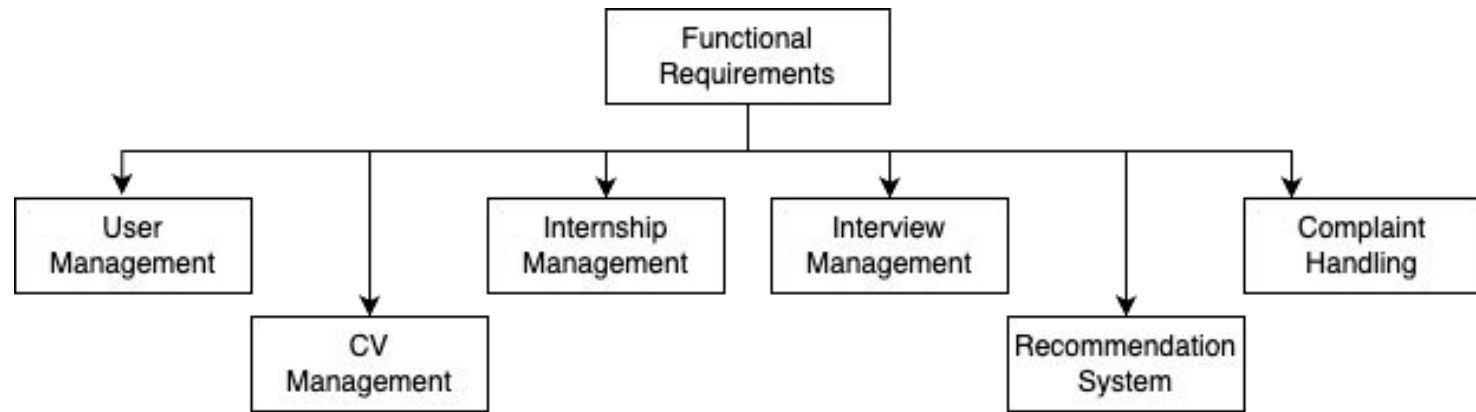 Functional
Requirements
User
Management
Internship
Management
Interview
Management
Complaint
Handling
CV
Management
Recommendation
System